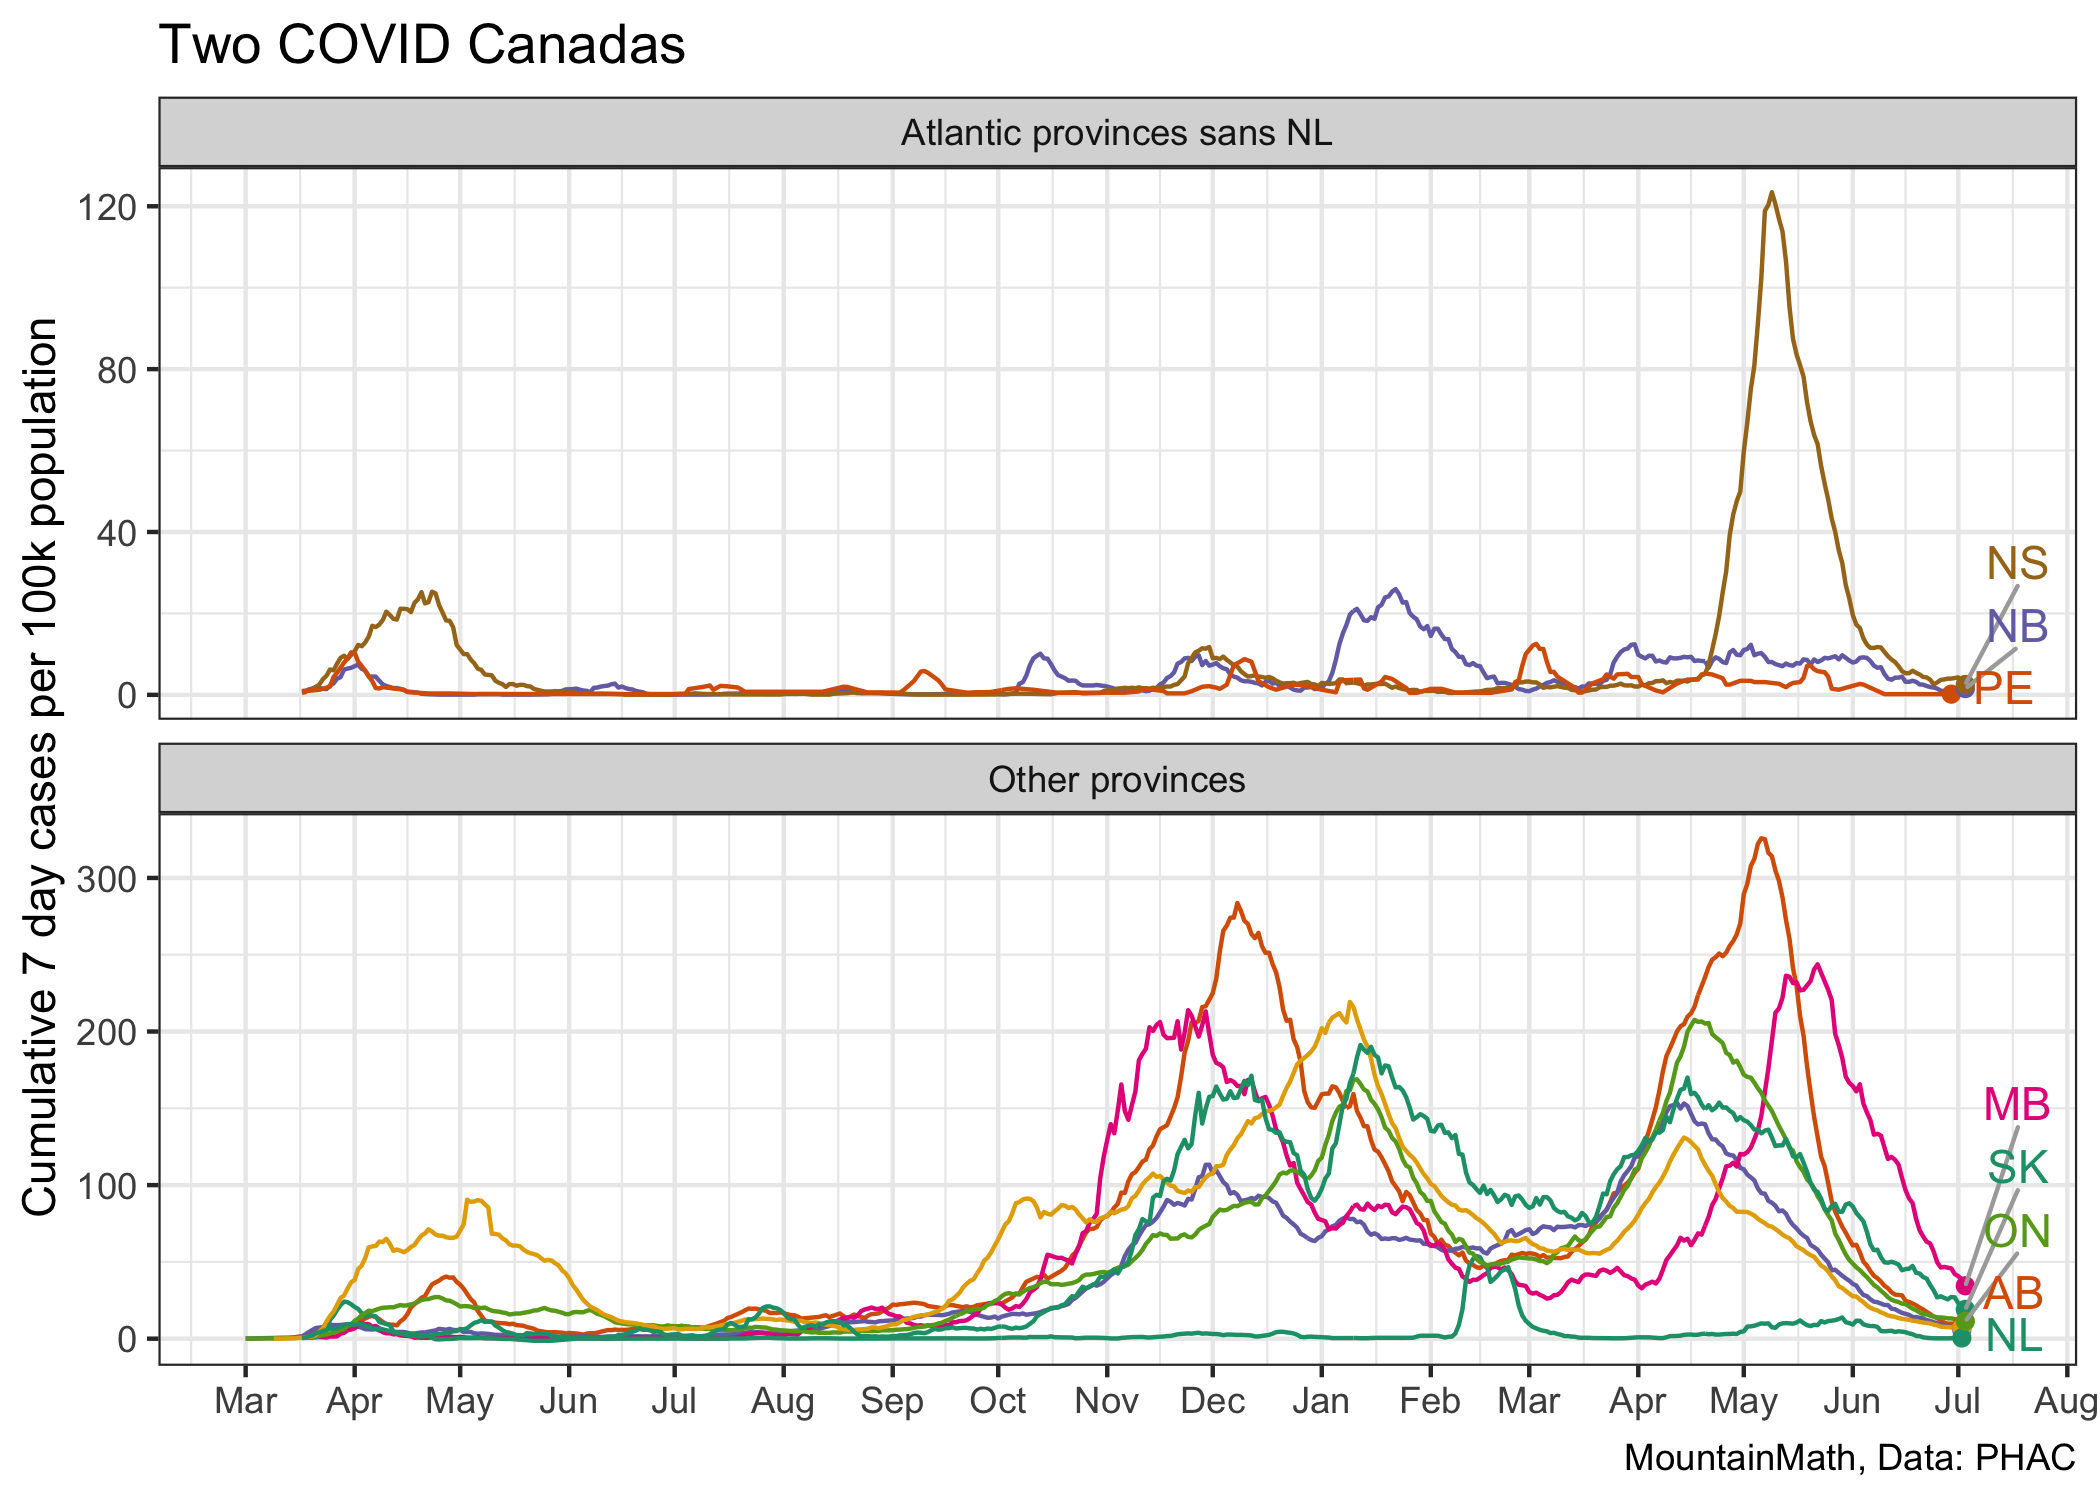 Two COVID Canadas
Atlantic provinces sans NL
120
80
40
0
NS
NB
PE
Cumulative 7 day cases per 100k population
Other provinces
300
200
100
0
MB
SK
ON
AB
NL
Mar Apr May Jun Jul Aug Sep Oct Nov Dec Jan Feb Mar Apr May Jun Jul Aug
MountainMath, Data: PHAC